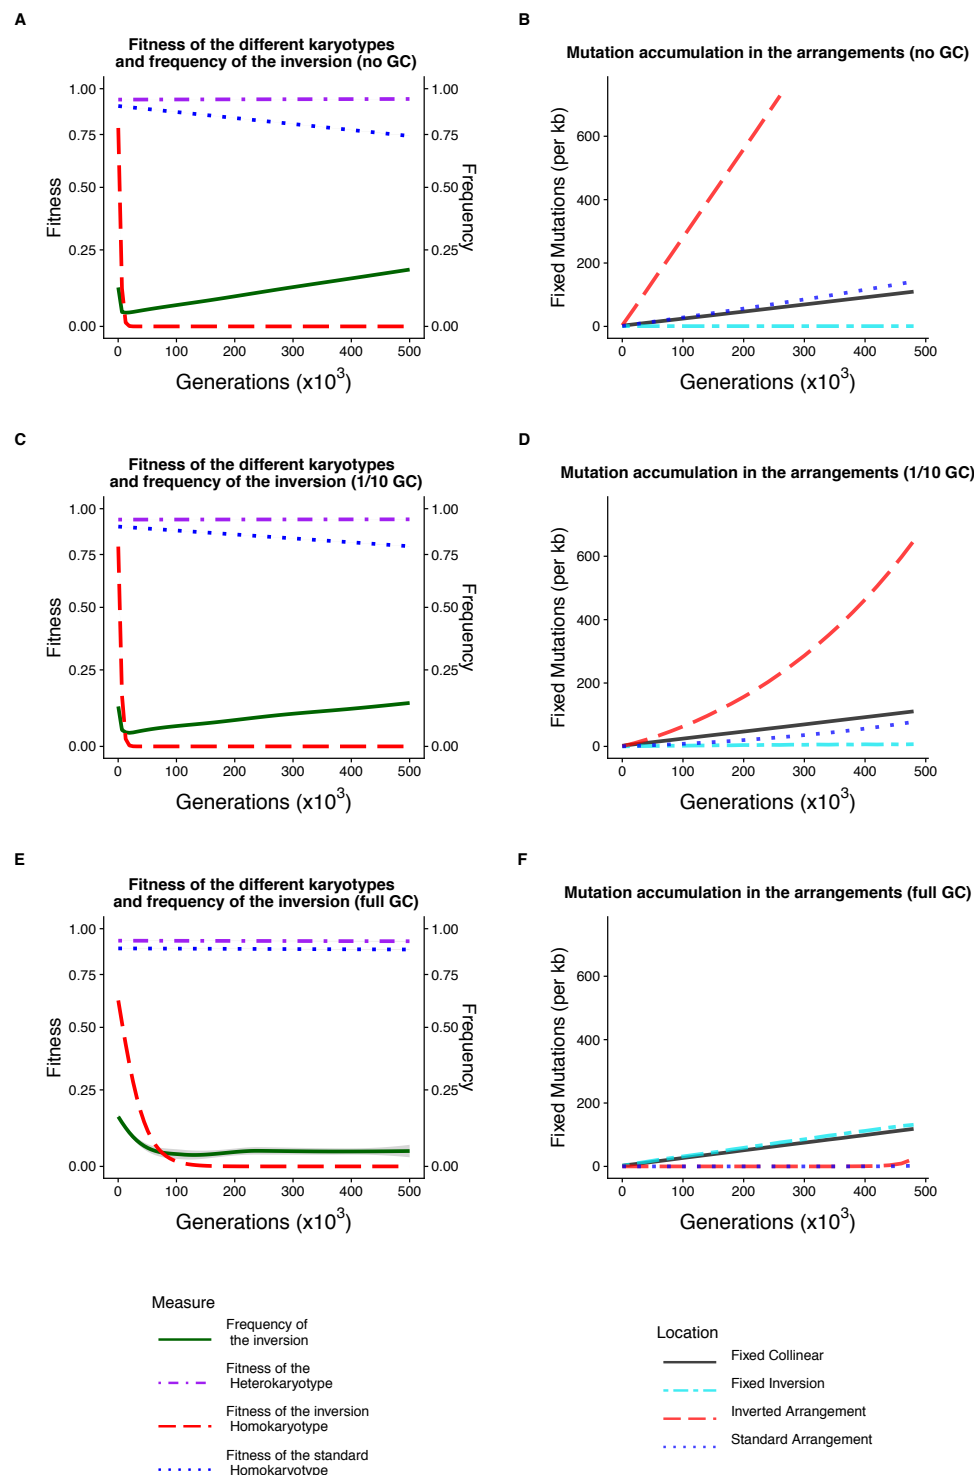 A
Fitness of the different karyotypes
and frequency of the inversion (no GC)
1.00
0.75
0.50
0.25
0.00
Fitness
1.00
0.75
0.50
0.25
0.00
Frequency
0 100 200 300 400 500
Generations (x10³)
B
Mutation accumulation in the arrangements (no GC)
Fixed Mutations (per kb)
600
400
200
0
0 100 200 300 400 500
Generations (x10³)
C
Fitness of the different karyotypes
and frequency of the inversion (1/10 GC)
1.00
0.75
0.50
0.25
0.00
Fitness
1.00
0.75
0.50
0.25
0.00
Frequency
0 100 200 300 400 500
Generations (x10³)
D
Mutation accumulation in the arrangements (1/10 GC)
Fixed Mutations (per kb)
600
400
200
0
0 100 200 300 400 500
Generations (x10³)
E
Fitness of the different karyotypes
and frequency of the inversion (full GC)
1.00
0.75
0.50
0.25
0.00
Fitness
1.00
0.75
0.50
0.25
0.00
Frequency
0 100 200 300 400 500
Generations (x10³)
F
Mutation accumulation in the arrangements (full GC)
Fixed Mutations (per kb)
600
400
200
0
0 100 200 300 400 500
Generations (x10³)
Measure
Frequency of
the inversion
Fitness of the
Heterokaryotype
Fitness of the inversion
Homokaryotype
Fitness of the standard
Homokaryotype
Location
Fixed Collinear
Fixed Inversion
Inverted Arrangement
Standard Arrangement